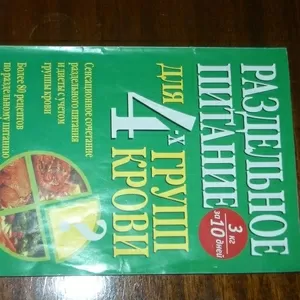 РАЗДЕЛЬНОЕ
ПИТАНИЕ
3 кг
за 10 дней
ДЛЯ
4-х ГРУПП
КРОВИ
Сенсационное сочетание
раздельного питания
и диеты с учетом
группы крови
Более 80 рецептов
по раздельному питанию
?